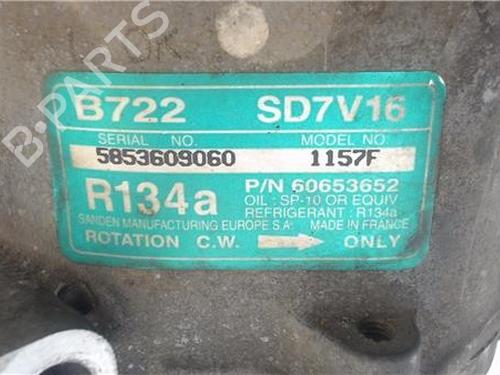 B-PARTS
B722 SD7V16
SERIAL NO. MODEL NO.
5853609060 1157F
R134a
P/N 60653652
OIL : SP-10 OR EQUIV
REFRIGERANT : R134a
SANDEN MANUFACTURING EUROPE S.A. MADE IN FRANCE
ROTATION C.W. ONLY